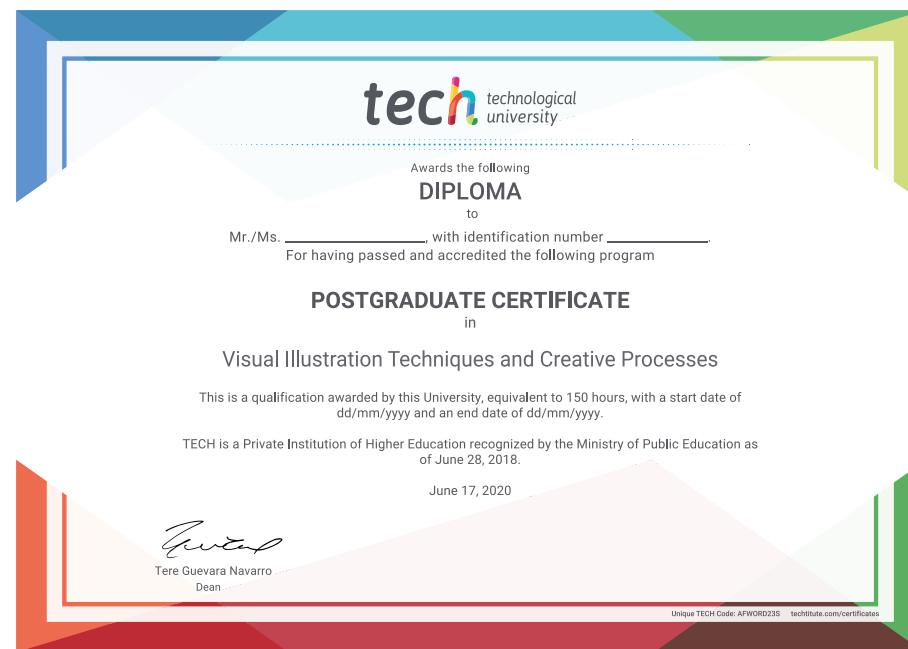 tech technological
university
Awards the following
DIPLOMA
to
Mr./Ms. ____________________, with identification number ______________.
For having passed and accredited the following program
POSTGRADUATE CERTIFICATE
in
Visual Illustration Techniques and Creative Processes
This is a qualification awarded by this University, equivalent to 150 hours, with a start date of
dd/mm/yyyy and an end date of dd/mm/yyyy.
TECH is a Private Institution of Higher Education recognized by the Ministry of Public Education as
of June 28, 2018.
June 17, 2020
Tere Guevara Navarro
Dean
Unique TECH Code: AFWORD23S techtitute.com/certificates